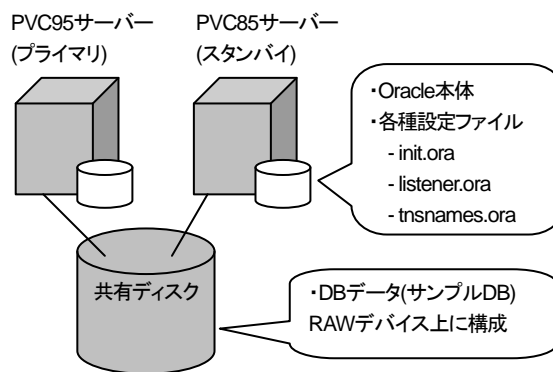 PVC95サーバー
(プライマリ)
PVC85サーバー
(スタンバイ)
・Oracle本体
・各種設定ファイル
- init.ora
- listener.ora
- tnsnames.ora
共有ディスク
・DBデータ(サンプルDB)
RAWデバイス上に構成